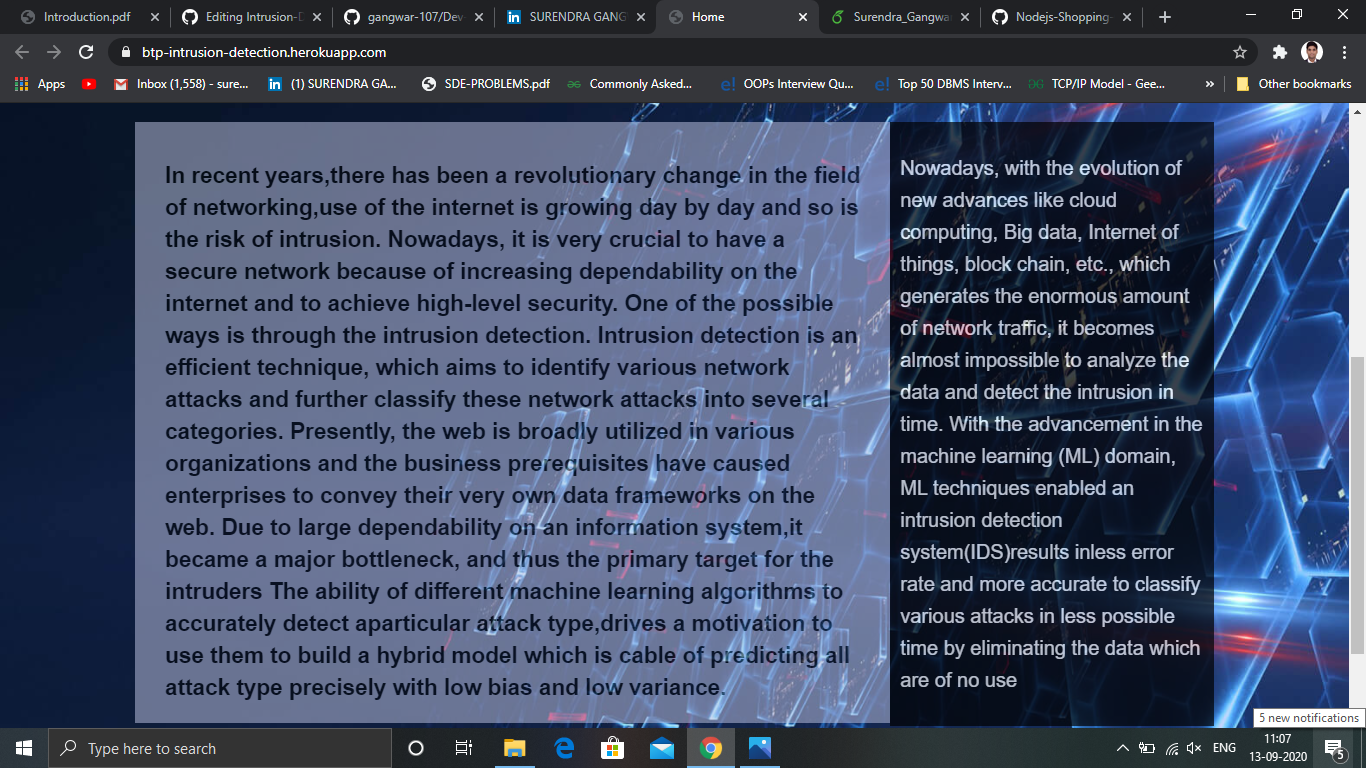 Introduction.pdf
Editing Intrusion-D
gangwar-107/Dev-
SURENDRA GANG
Home
Surendra_Gangwa
Nodejs-Shopping-
btp-intrusion-detection.herokuapp.com
Apps
Inbox (1,558) - sure...
(1) SURENDRA GA...
SDE-PROBLEMS.pdf
Commonly Asked...
OOPs Interview Qu...
Top 50 DBMS Interv...
TCP/IP Model - Gee...
»
Other bookmarks
In recent years,there has been a revolutionary change in the field
of networking,use of the internet is growing day by day and so is
the risk of intrusion. Nowadays, it is very crucial to have a
secure network because of increasing dependability on the
internet and to achieve high-level security. One of the possible
ways is through the intrusion detection. Intrusion detection is an
efficient technique, which aims to identify various network
attacks and further classify these network attacks into several
categories. Presently, the web is broadly utilized in various
organizations and the business prerequisites have caused
enterprises to convey their very own data frameworks on the
web. Due to large dependability on an information system,it
became a major bottleneck, and thus the primary target for the
intruders The ability of different machine learning algorithms to
accurately detect aparticular attack type,drives a motivation to
use them to build a hybrid model which is cable of predicting all
attack type precisely with low bias and low variance.
Nowadays, with the evolution of
new advances like cloud
computing, Big data, Internet of
things, block chain, etc., which
generates the enormous amount
of network traffic, it becomes
almost impossible to analyze the
data and detect the intrusion in
time. With the advancement in the
machine learning (ML) domain,
ML techniques enabled an
intrusion detection
system(IDS)results inless error
rate and more accurate to classify
various attacks in less possible
time by eliminating the data which
are of no use
5 new notifications
Type here to search
ENG
11:07
13-09-2020
5